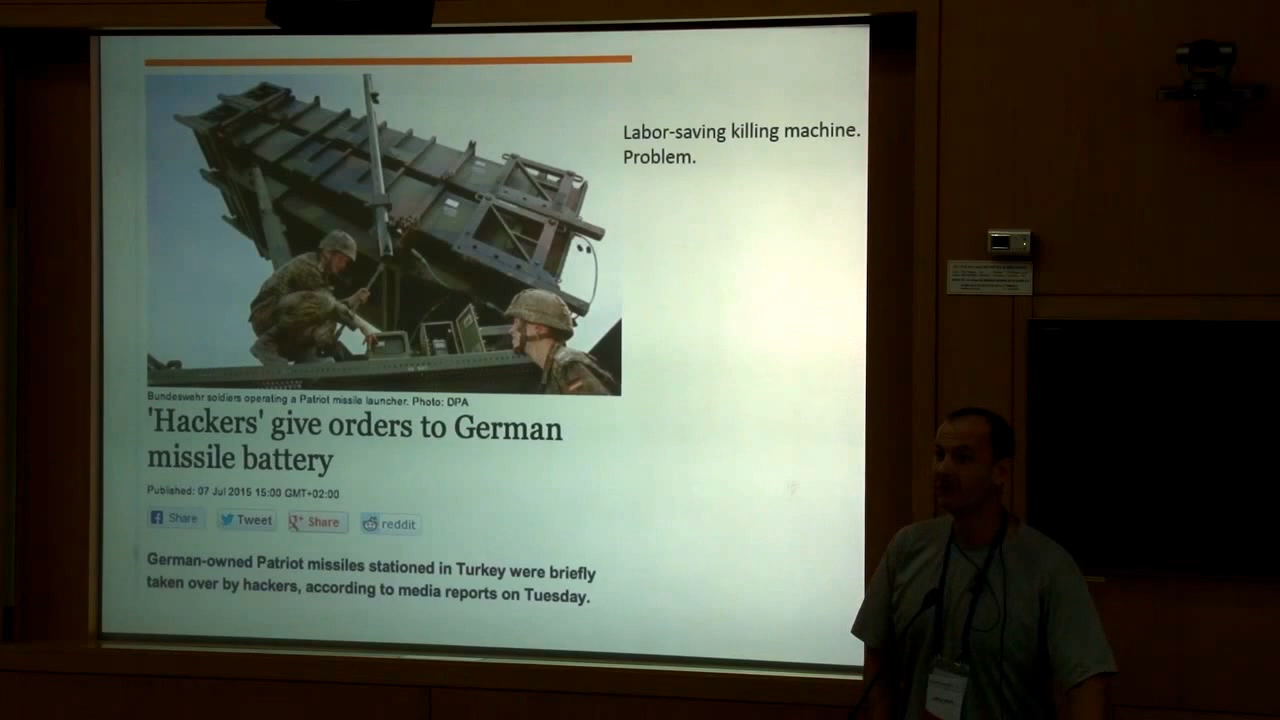 Labor-saving killing machine.
Problem.
Bundeswehr soldiers operating a Patriot missile launcher. Photo: DPA
'Hackers' give orders to German
missile battery
Published: 07 Jul 2015 15:00 GMT+02:00
Share
Tweet
Share
reddit
German-owned Patriot missiles stationed in Turkey were briefly
taken over by hackers, according to media reports on Tuesday.